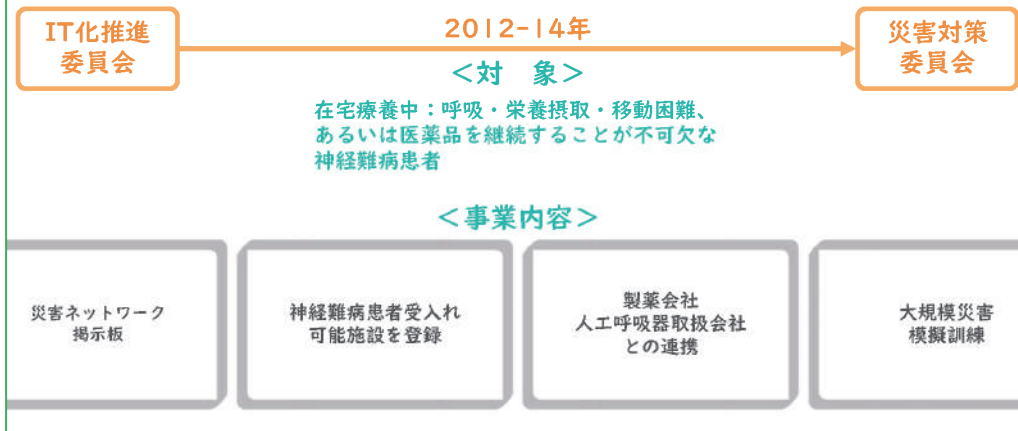 IT化推進
委員会
2012-14年
災害対策
委員会
＜対　象＞
在宅療養中：呼吸・栄養摂取・移動困難、
あるいは医薬品を継続することが不可欠な
神経難病患者
＜事業内容＞
災害ネットワーク
掲示板
神経難病患者受入れ
可能施設を登録
製薬会社
人工呼吸器取扱会社
との連携
大規模災害
模擬訓練